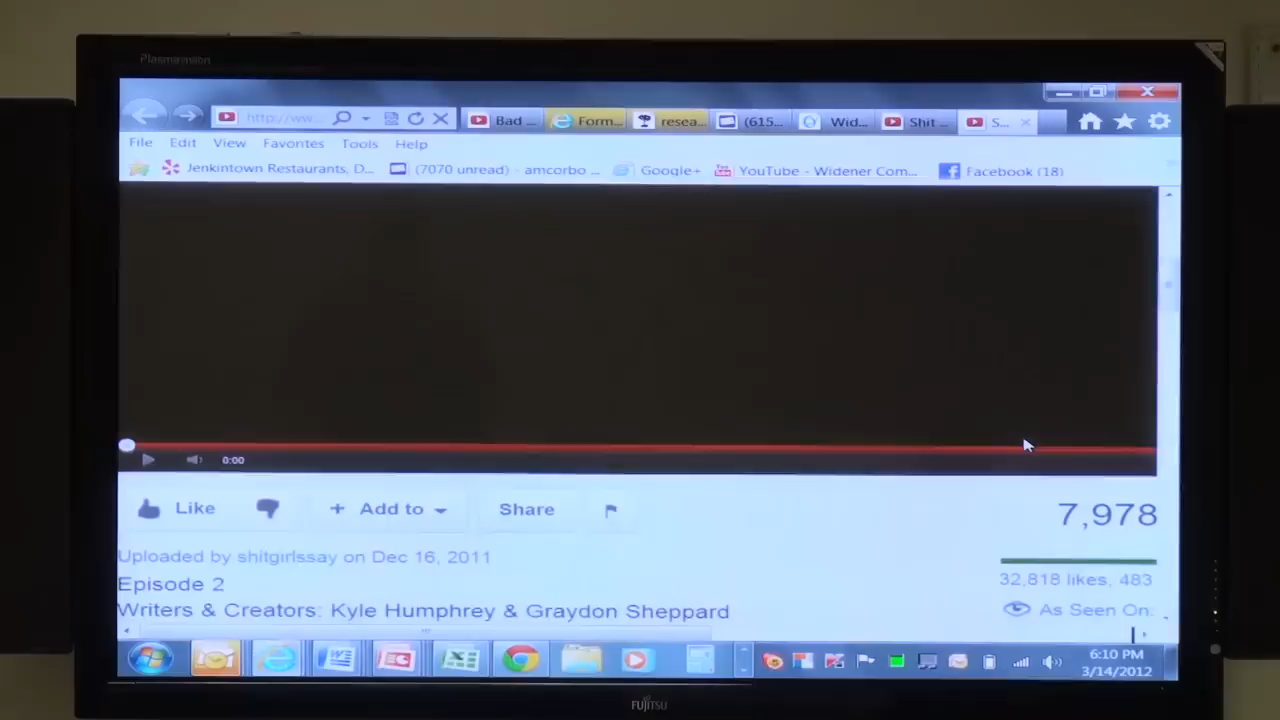 Plasmavision
http://ww...
Bad ...
Form...
resea...
(615...
Wid...
Shit ...
S...
File Edit View Favorites Tools Help
Jenkintown Restaurants, D...
(7070 unread) - amcorbo ...
Google+
YouTube - Widener Com...
Facebook (18)
0:00
Like
+ Add to
Share
7,978
Uploaded by shitgirlssay on Dec 16, 2011
32,818 likes, 483
Episode 2
As Seen On:
Writers & Creators: Kyle Humphrey & Graydon Sheppard
6:10 PM
3/14/2012
FUJITSU